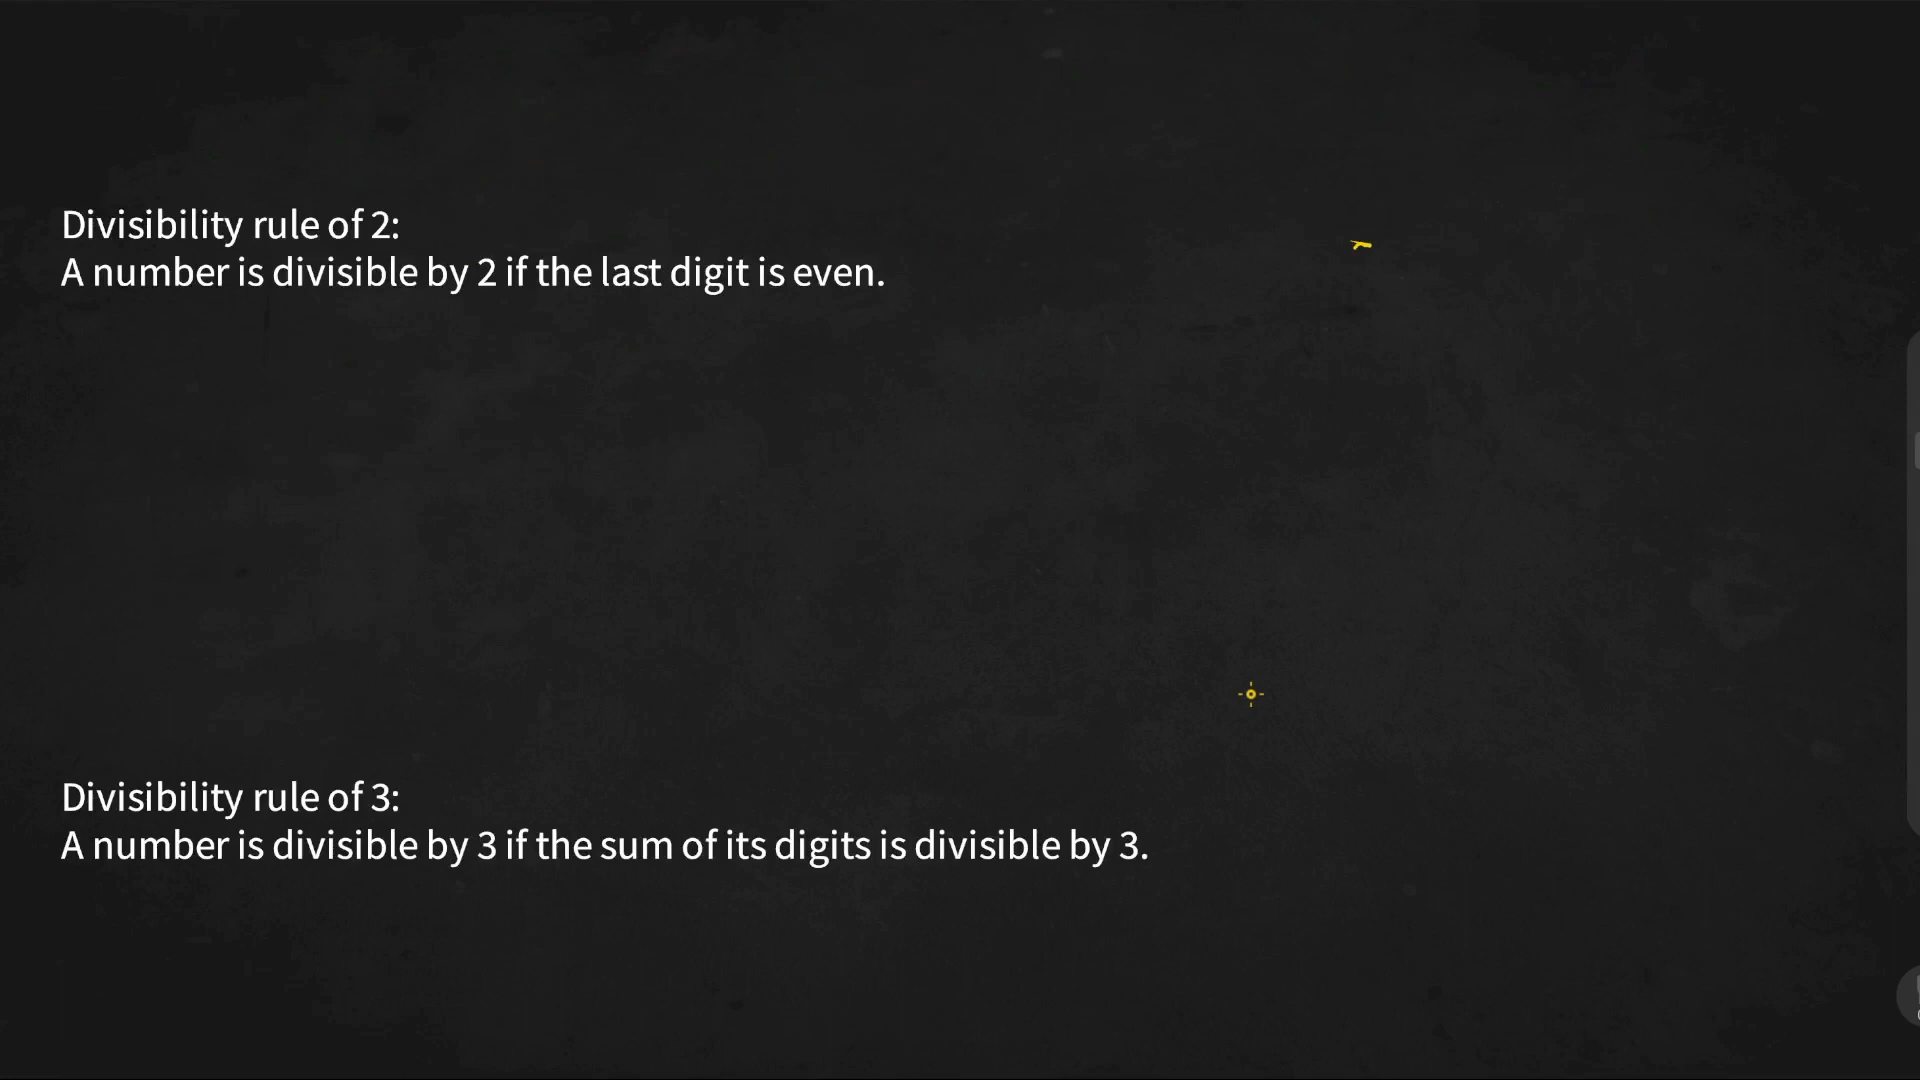 Divisibility rule of 2:
A number is divisible by 2 if the last digit is even.
Divisibility rule of 3:
A number is divisible by 3 if the sum of its digits is divisible by 3.